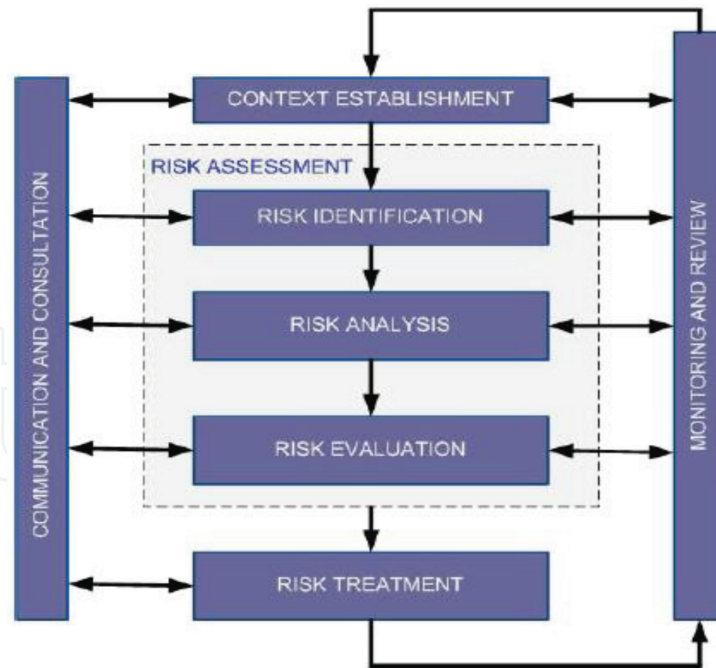 CONTEXT ESTABLISHMENT
RISK ASSESSMENT
RISK IDENTIFICATION
RISK ANALYSIS
RISK EVALUATION
RISK TREATMENT
COMMUNICATION AND CONSULTATION
MONITORING AND REVIEW